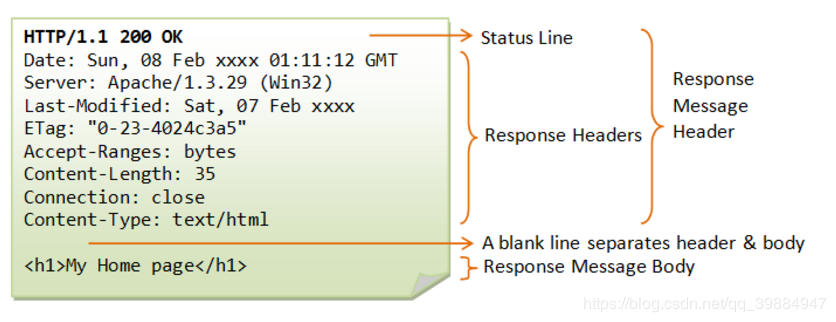 HTTP/1.1 200 OK
Date: Sun, 08 Feb xxxx 01:11:12 GMT
Server: Apache/1.3.29 (Win32)
Last-Modified: Sat, 07 Feb xxxx
ETag: "0-23-4024c3a5"
Accept-Ranges: bytes
Content-Length: 35
Connection: close
Content-Type: text/html
<h1>My Home page</h1>
Status Line
Response Headers
Response
Message
Header
A blank line separates header & body
Response Message Body
https://blog.csdn.net/qq_39884947